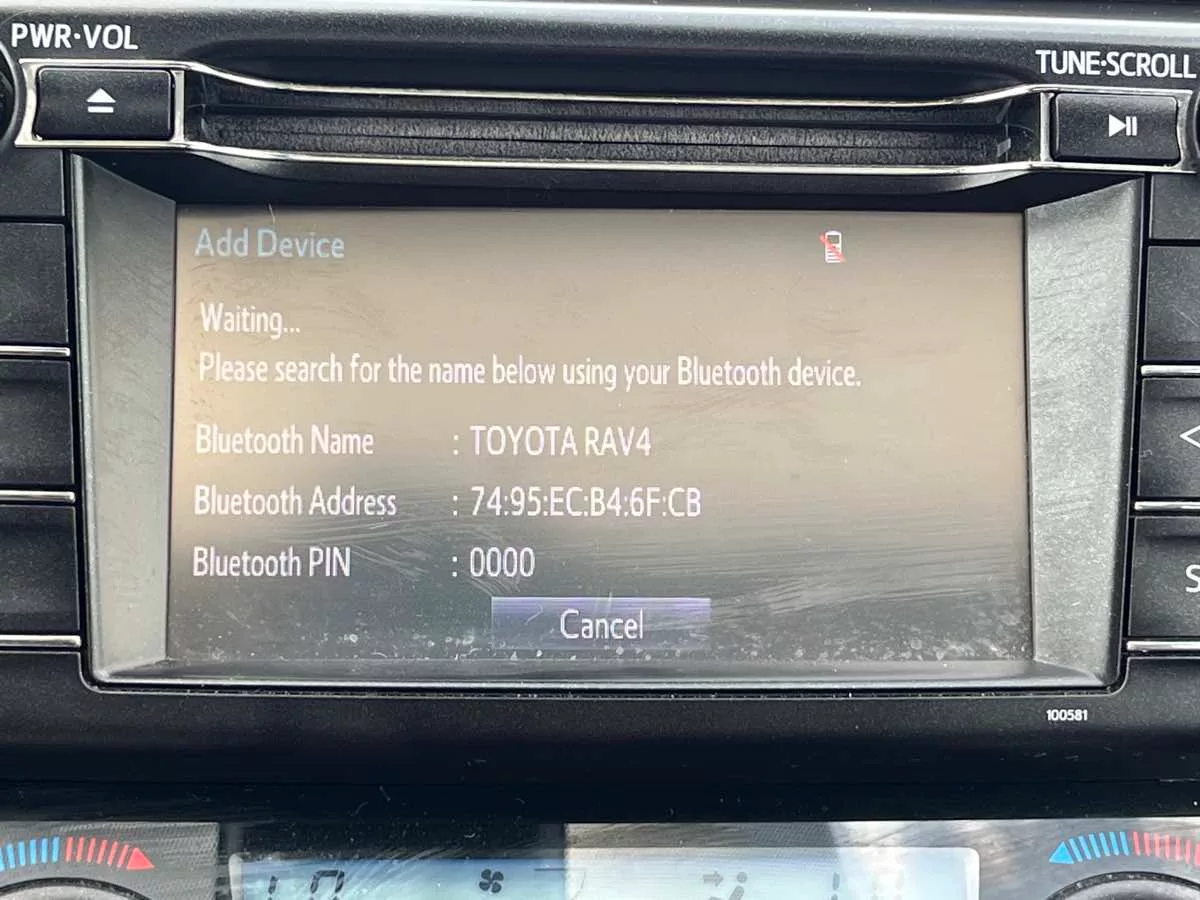 PWR·VOL
TUNE·SCROLL
Add Device
Waiting...
Please search for the name below using your Bluetooth device.
Bluetooth Name : TOYOTA RAV4
Bluetooth Address : 74:95:EC:B4:6F:CB
Bluetooth PIN : 0000
Cancel
S
100581